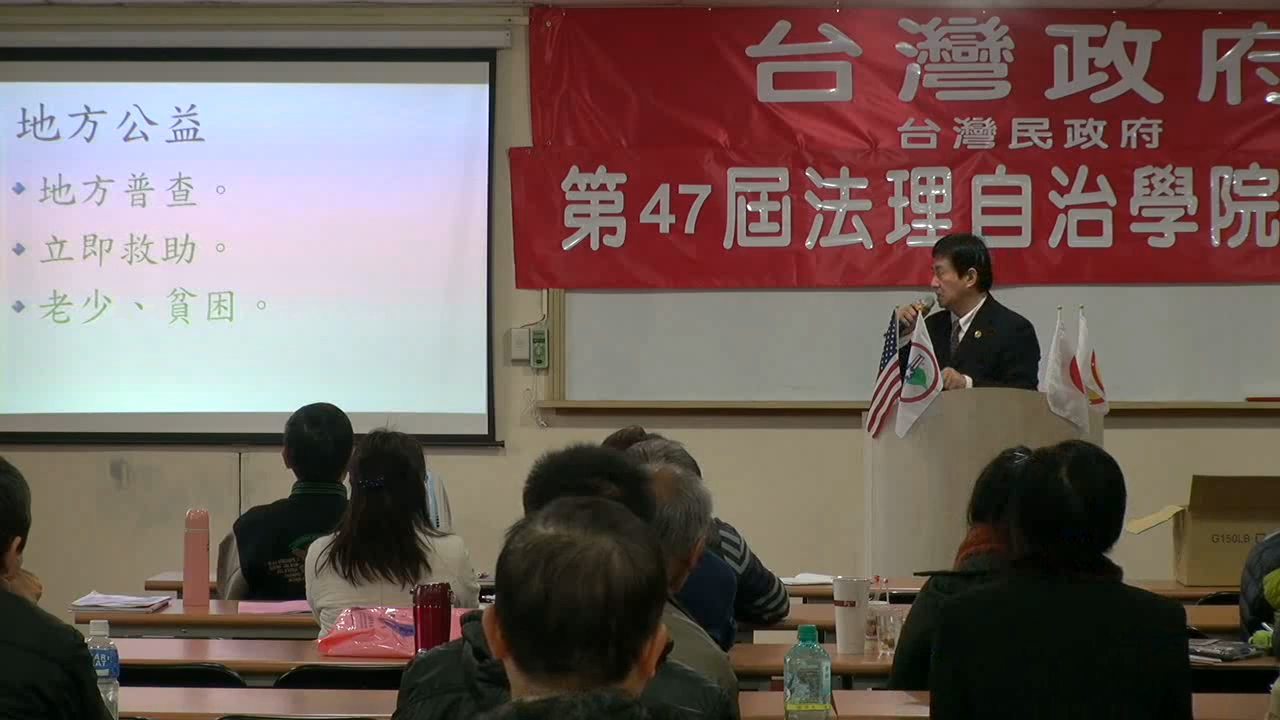 地方公益
地方普查。
立即救助。
老少、貧困。
台灣政府
台灣民政府
第47屆法理自治學院
G150LB